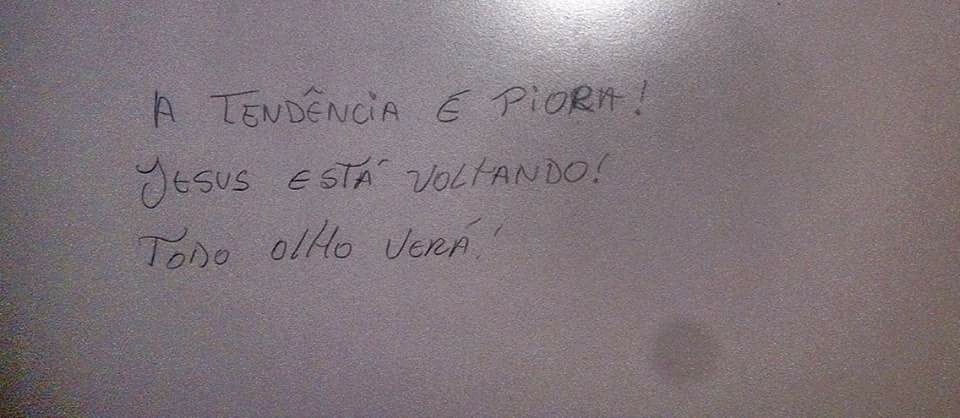 A TENDÊNCIA E PIORA!
JESUS ESTÁ VOLTANDO!
TODO OLHO VERÁ!